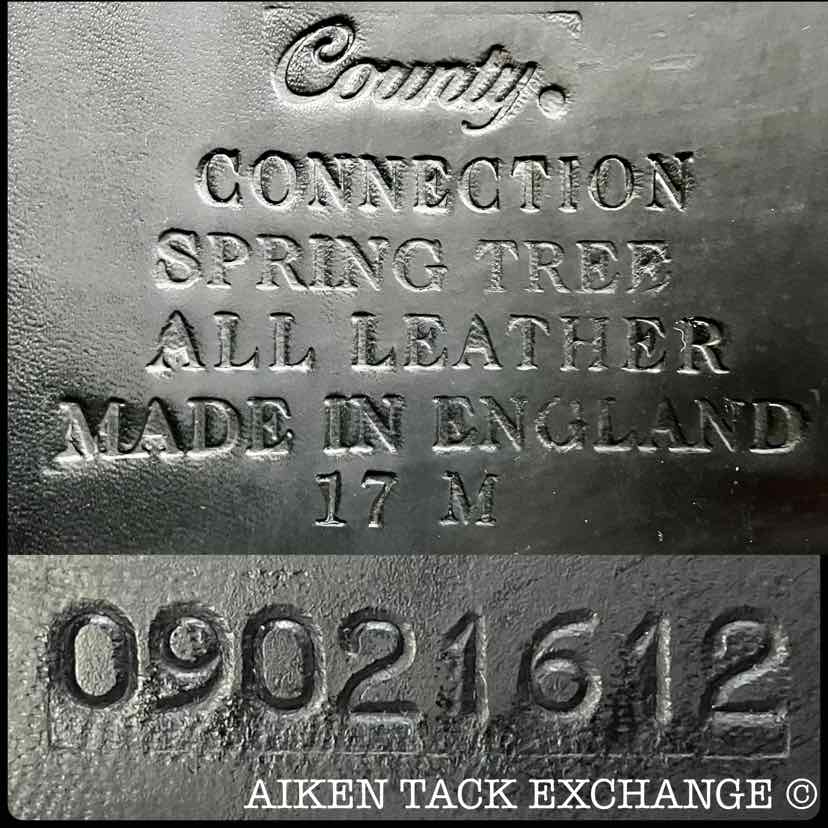 County.
CONNECTION
SPRING TREE
ALL LEATHER
MADE IN ENGLAND
17 M
09021612
AIKEN TACK EXCHANGE ©